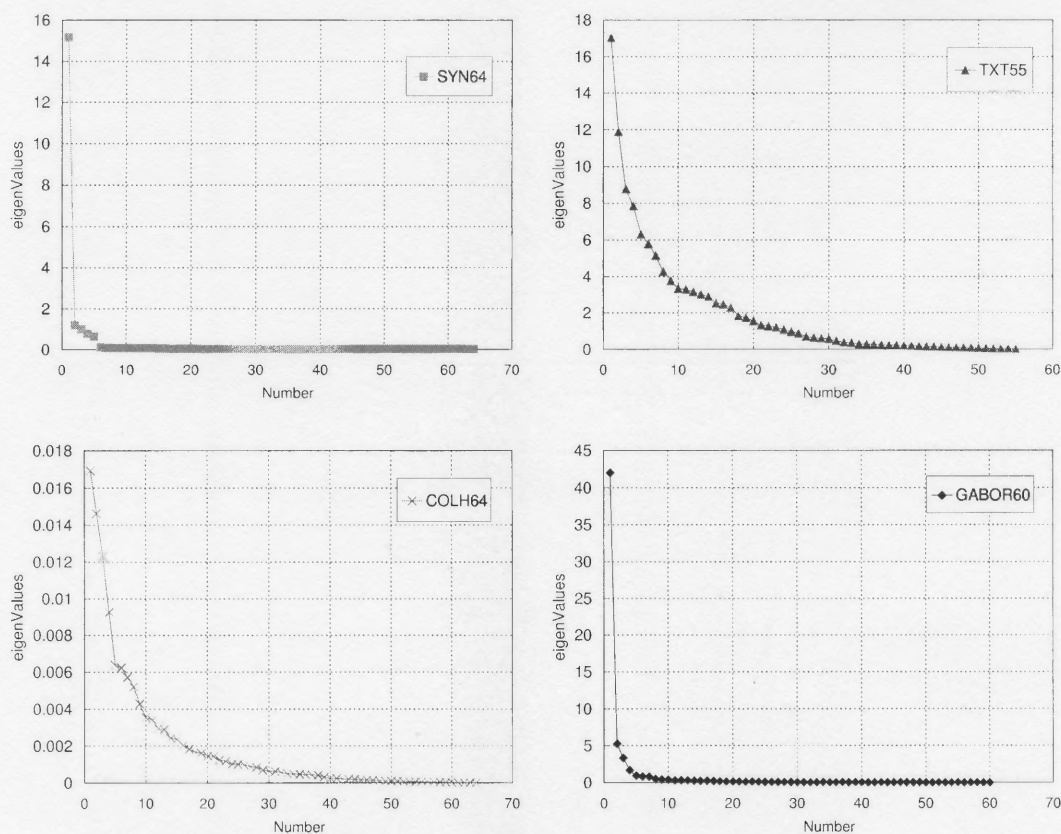 16
14
12
10
8
6
4
2
0
eigenValues
SYN64
0 10 20 30 40 50 60 70
Number
18
16
14
12
10
8
6
4
2
0
eigenValues
TXT55
0 10 20 30 40 50 60
Number
0.018
0.016
0.014
0.012
0.01
0.008
0.006
0.004
0.002
0
eigenValues
COLH64
0 10 20 30 40 50 60 70
Number
45
40
35
30
25
20
15
10
5
0
eigenValues
GABOR60
0 10 20 30 40 50 60 70
Number